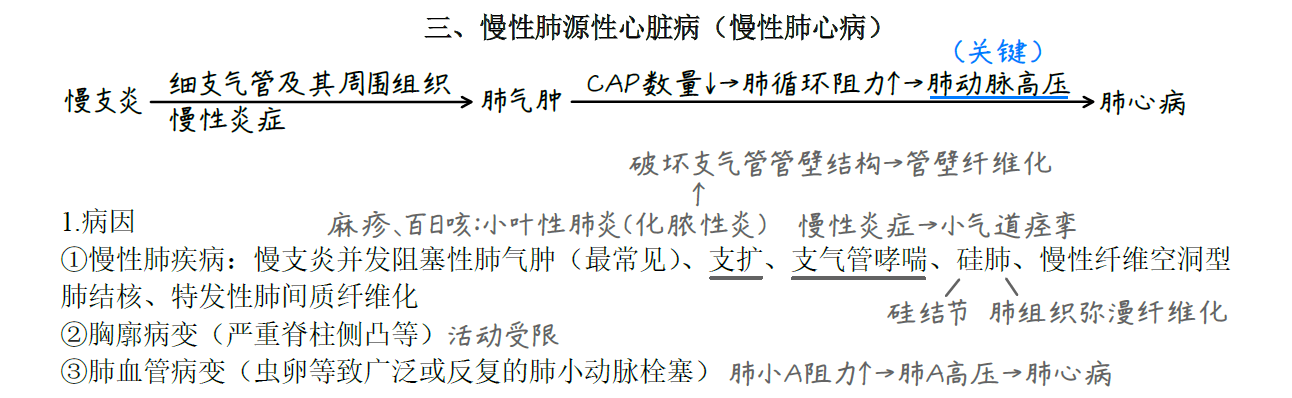 三、慢性肺源性心脏病（慢性肺心病）
（关键）
慢支炎 细支气管及其周围组织 慢性炎症 → 肺气肿 CAP数量↓→肺循环阻力↑→肺动脉高压 → 肺心病
破坏支气管管壁结构→管壁纤维化
↑
1.病因 麻疹、百日咳:小叶性肺炎(化脓性炎) 慢性炎症→小气道痉挛
①慢性肺疾病：慢支炎并发阻塞性肺气肿（最常见）、支扩、支气管哮喘、硅肺、慢性纤维空洞型
肺结核、特发性肺间质纤维化 硅结节 肺组织弥漫纤维化
②胸廓病变（严重脊柱侧凸等）活动受限
③肺血管病变（虫卵等致广泛或反复的肺小动脉栓塞）肺小A阻力↑→肺A高压→肺心病